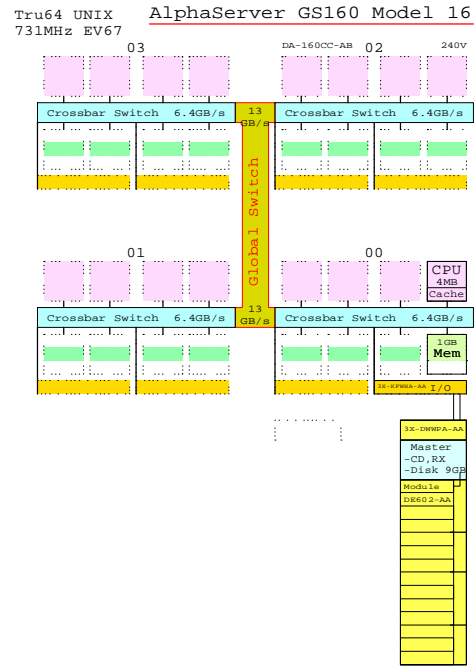 Tru64 UNIX
731MHz EV67
AlphaServer GS160 Model 16
03
DA-160CC-AB
02
240V
Crossbar Switch 6.4GB/s
13
GB/s
Crossbar Switch 6.4GB/s
Global Switch
01
00
CPU
4MB
Cache
Crossbar Switch 6.4GB/s
13
GB/s
Crossbar Switch 6.4GB/s
1GB
Mem
3X-KFWHA-AA I/O
3X-DWWPA-AA
Master
-CD,RX
-Disk 9GB
Module
DE602-AA